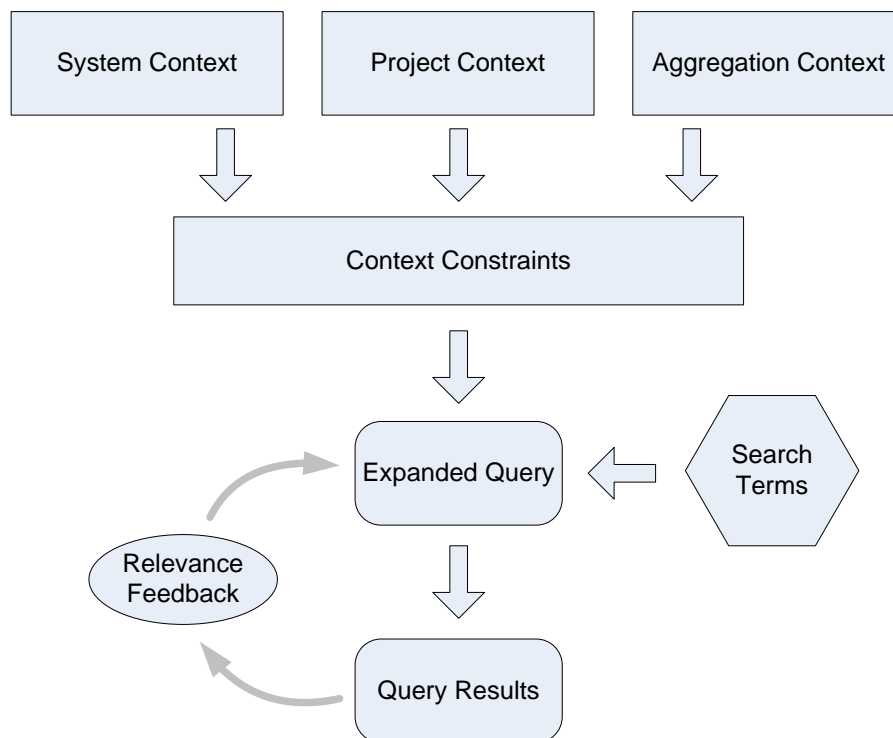 System Context
Project Context
Aggregation Context
Context Constraints
Expanded Query
Search
Terms
Relevance
Feedback
Query Results